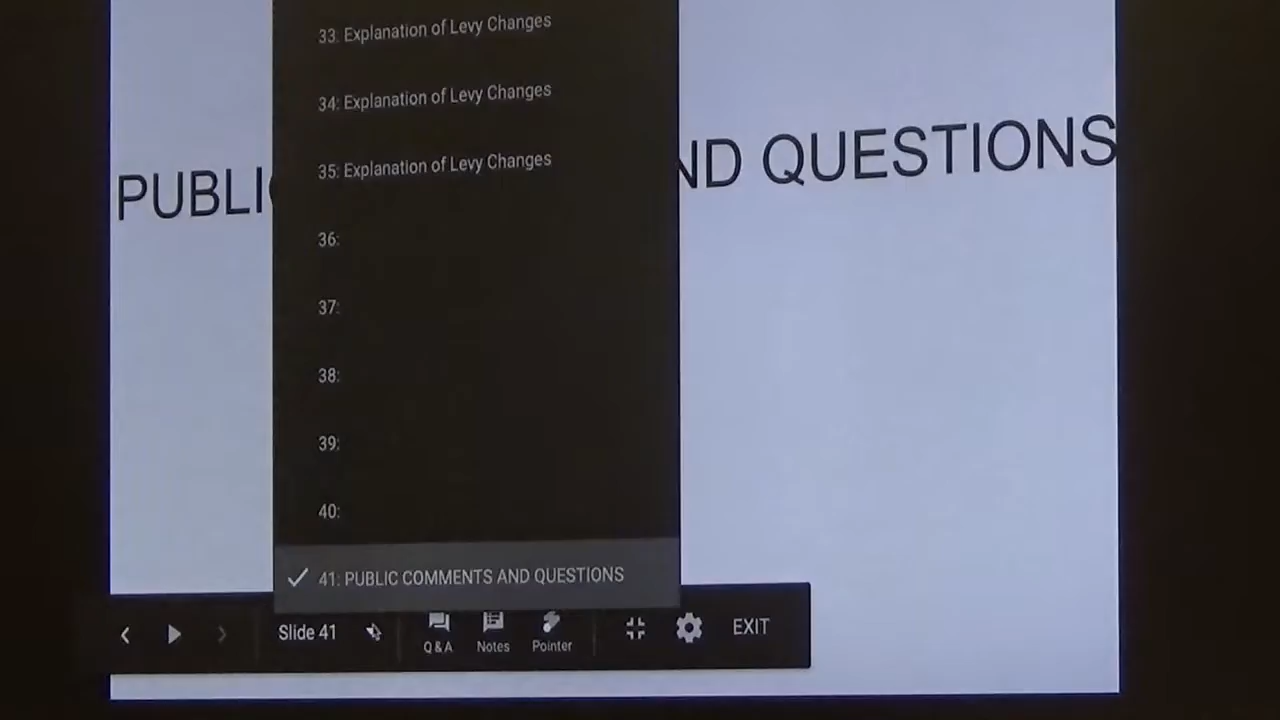 33: Explanation of Levy Changes
34: Explanation of Levy Changes
35: Explanation of Levy Changes
PUBLIC
ND QUESTIONS
36:
37:
38:
39:
40:
41: PUBLIC COMMENTS AND QUESTIONS
Slide 41
Q & A
Notes
Pointer
EXIT